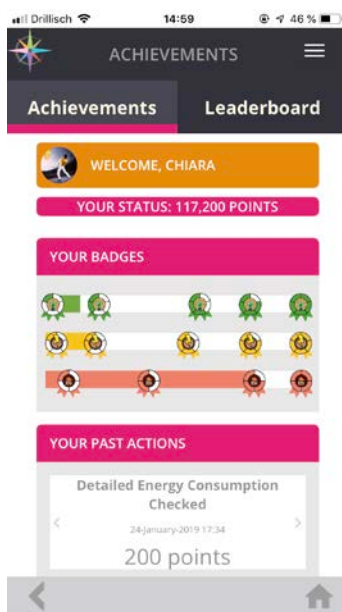 Drillisch 14:59 46 %
ACHIEVEMENTS
Achievements Leaderboard
WELCOME, CHIARA
YOUR STATUS: 117,200 POINTS
YOUR BADGES
YOUR PAST ACTIONS
Detailed Energy Consumption
Checked
24-January-2019 17:34
200 points